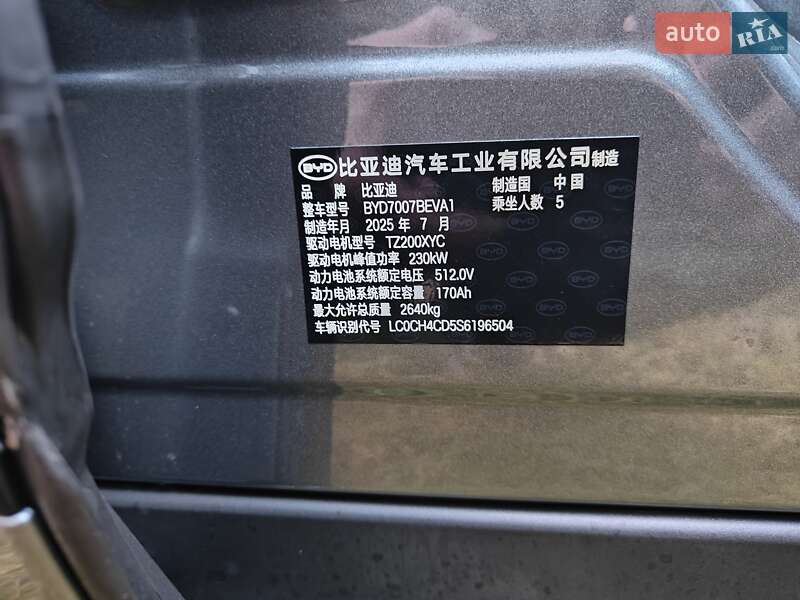 auto RIA
.com
BYD 比亚迪汽车工业有限公司制造
品 牌 比亚迪 制造国 中国
整车型号 BYD7007BEVA1 乘坐人数 5
制造年月 2025 年 7 月
驱动电机型号 TZ200XYC
驱动电机峰值功率 230kW
动力电池系统额定电压 512.0V
动力电池系统额定容量 170Ah
最大允许总质量 2640kg
车辆识别代号 LC0CH4CD5S6196504